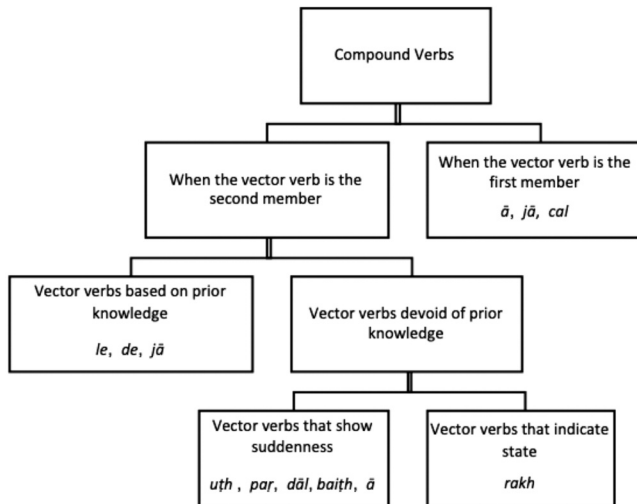 Compound Verbs
When the vector verb is the
second member
When the vector verb is the
first member
ā, jā, cal
Vector verbs based on prior
knowledge
le, de, jā
Vector verbs devoid of prior
knowledge
Vector verbs that show
suddenness
uṭh , paṛ, dāl, baiṭh, ā
Vector verbs that indicate
state
rakh